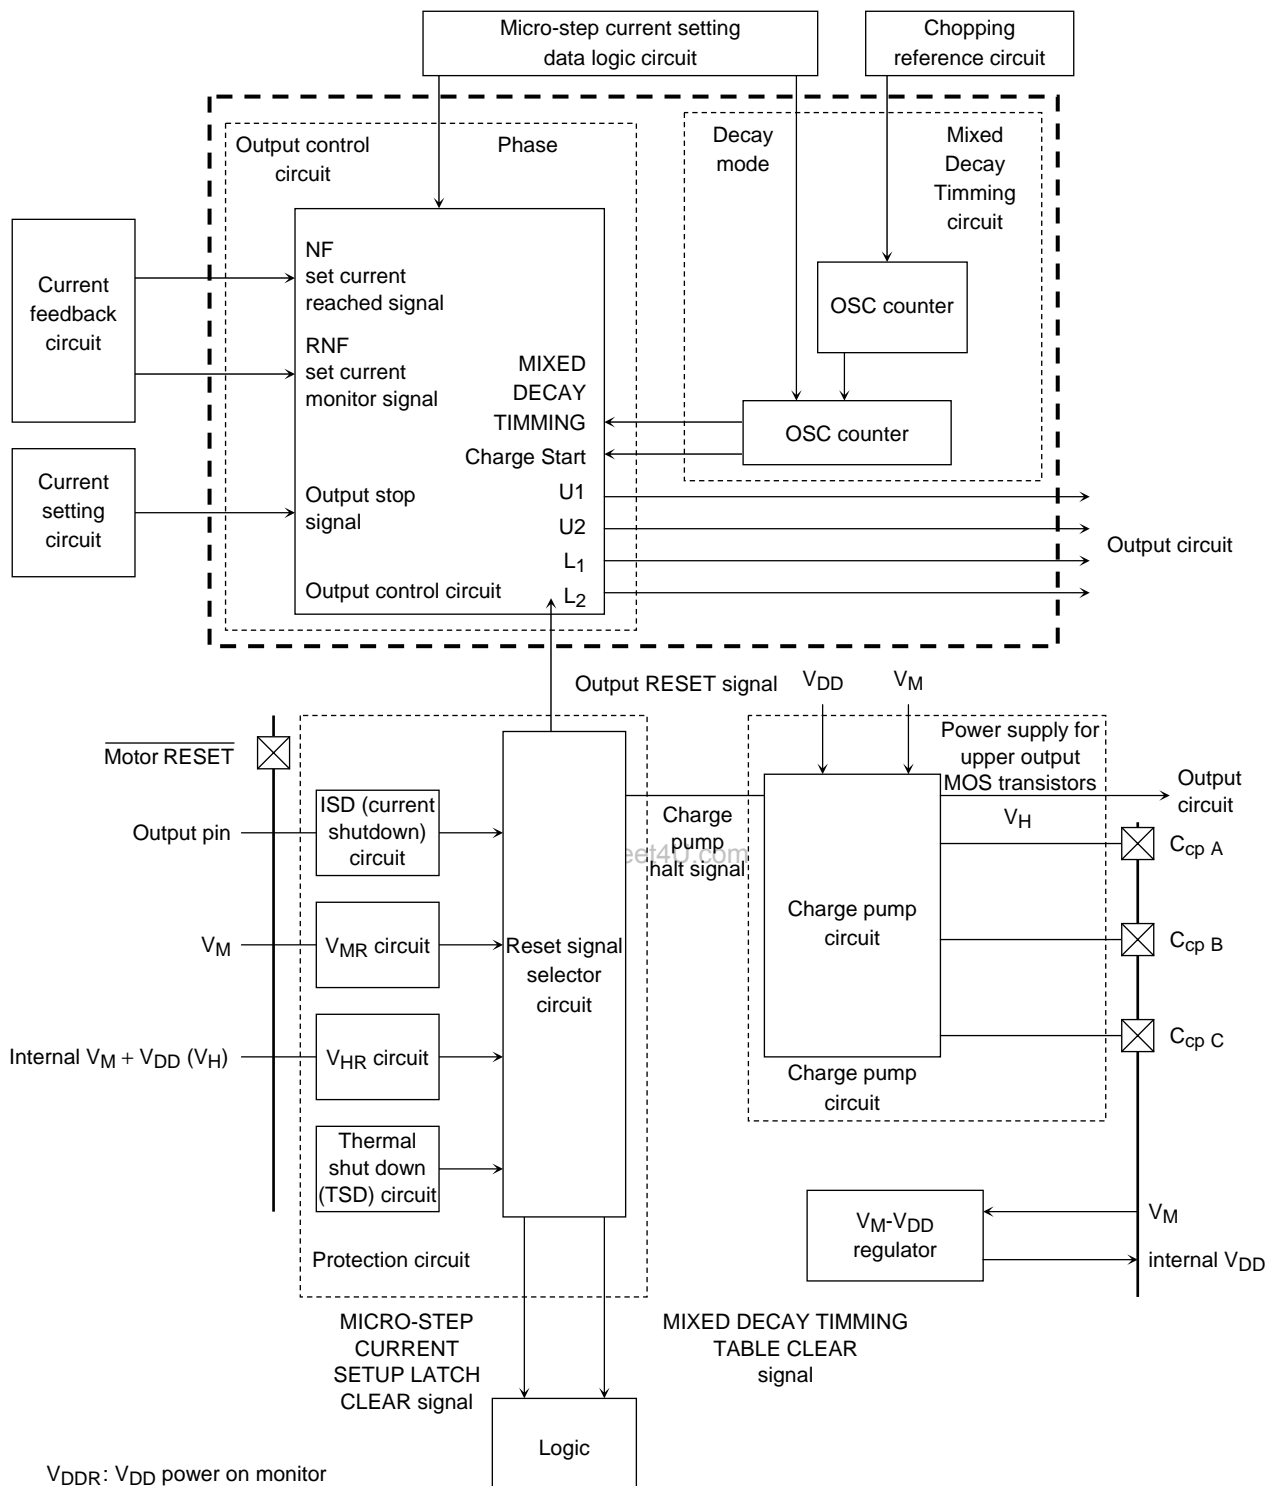 Micro-step current setting
data logic circuit
Chopping
reference circuit
Output control
circuit
Phase
Decay
mode
Mixed
Decay
Timming
circuit
Current
feedback
circuit
NF
set current
reached signal
RNF
set current
monitor signal
MIXED
DECAY
TIMMING
Charge Start
OSC counter
OSC counter
Current
setting
circuit
Output stop
signal
U1
U2
L1
L2
Output circuit
Output control circuit
Output RESET signal
VDD
VM
Motor RESET
Power supply for
upper output
MOS transistors
Output
circuit
Output pin
ISD (current
shutdown)
circuit
Charge
pump
halt signal
eet4U.com
VH
Ccp A
VM
VMR circuit
Reset signal
selector
circuit
Charge pump
circuit
Ccp B
Internal VM + VDD (VH)
VHR circuit
Ccp C
Charge pump
circuit
Thermal
shut down
(TSD) circuit
Protection circuit
VM-VDD
regulator
VM
internal VDD
MICRO-STEP
CURRENT
SETUP LATCH
CLEAR signal
MIXED DECAY TIMMING
TABLE CLEAR
signal
Logic
VDDR: VDD power on monitor